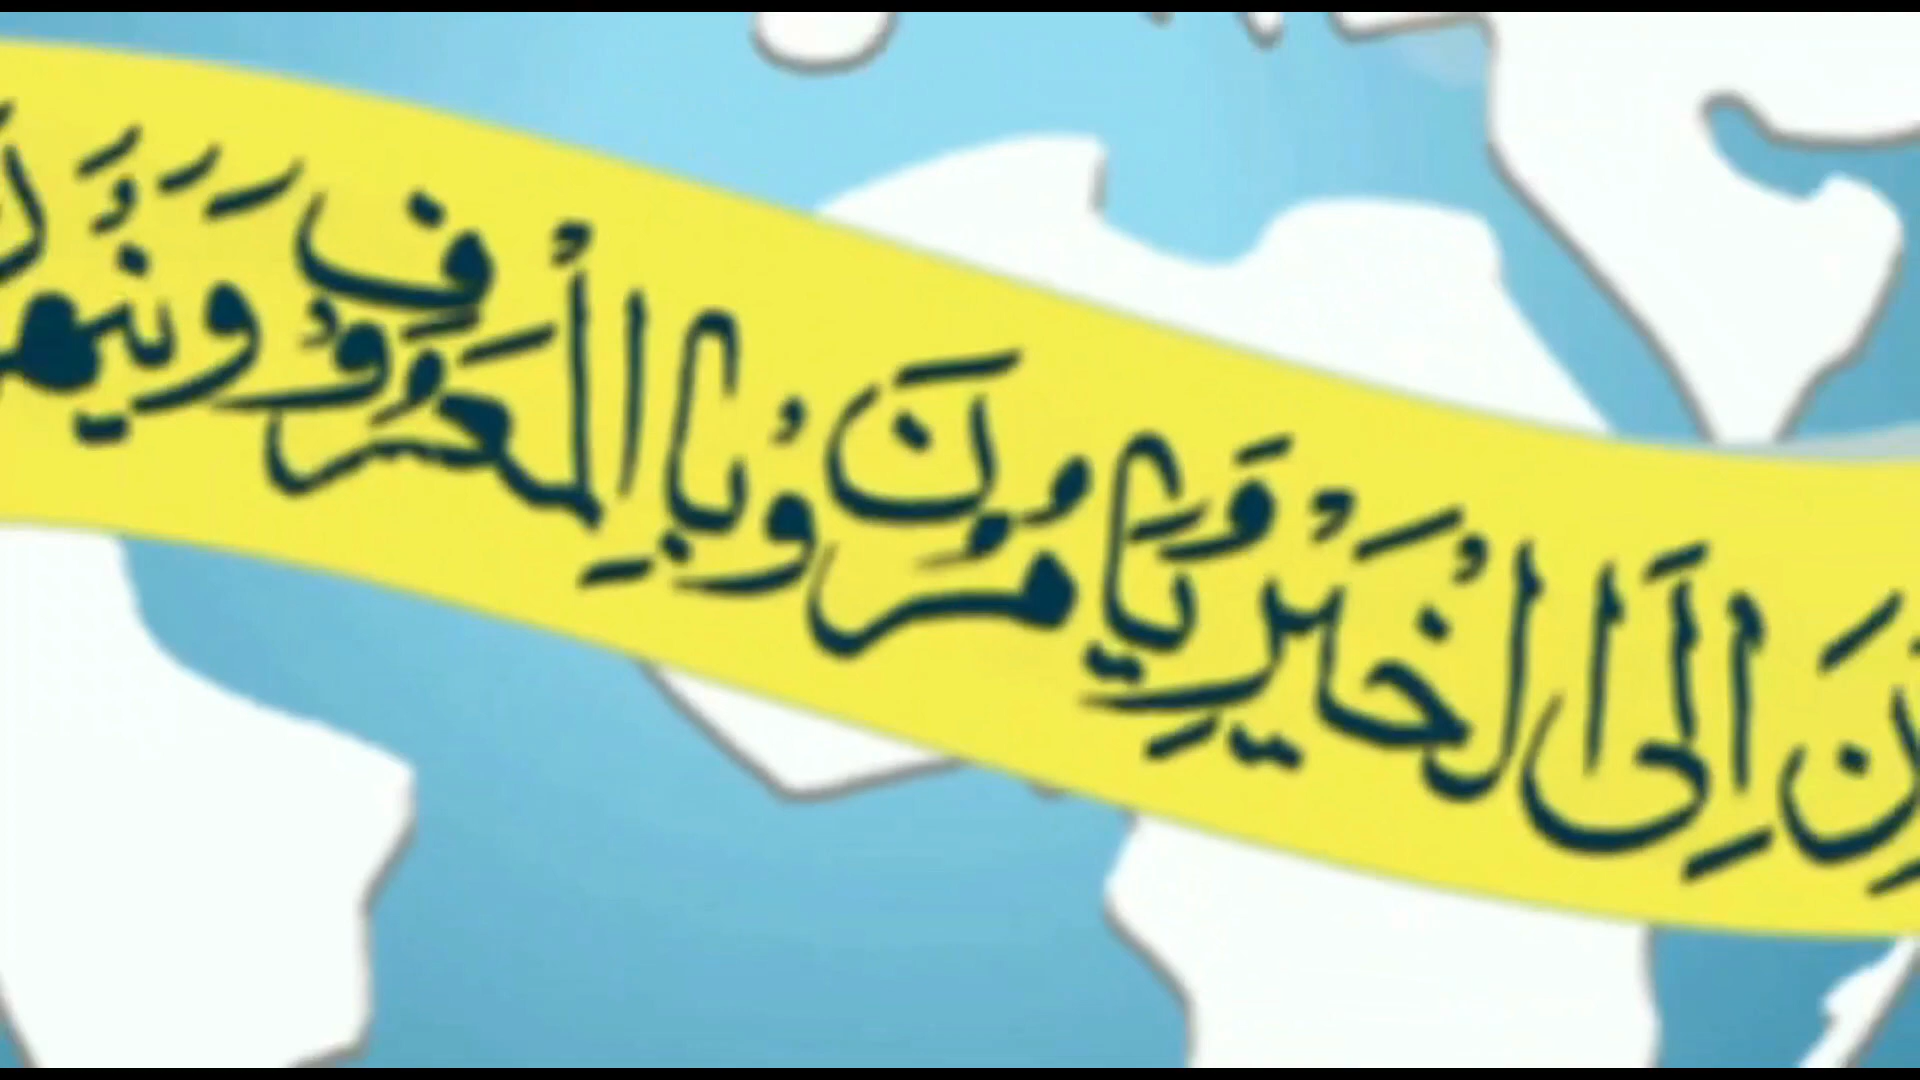 إِلَى الْخَيْرِ وَيَأْمُرُونَ بِالْمَعْرُوفِ